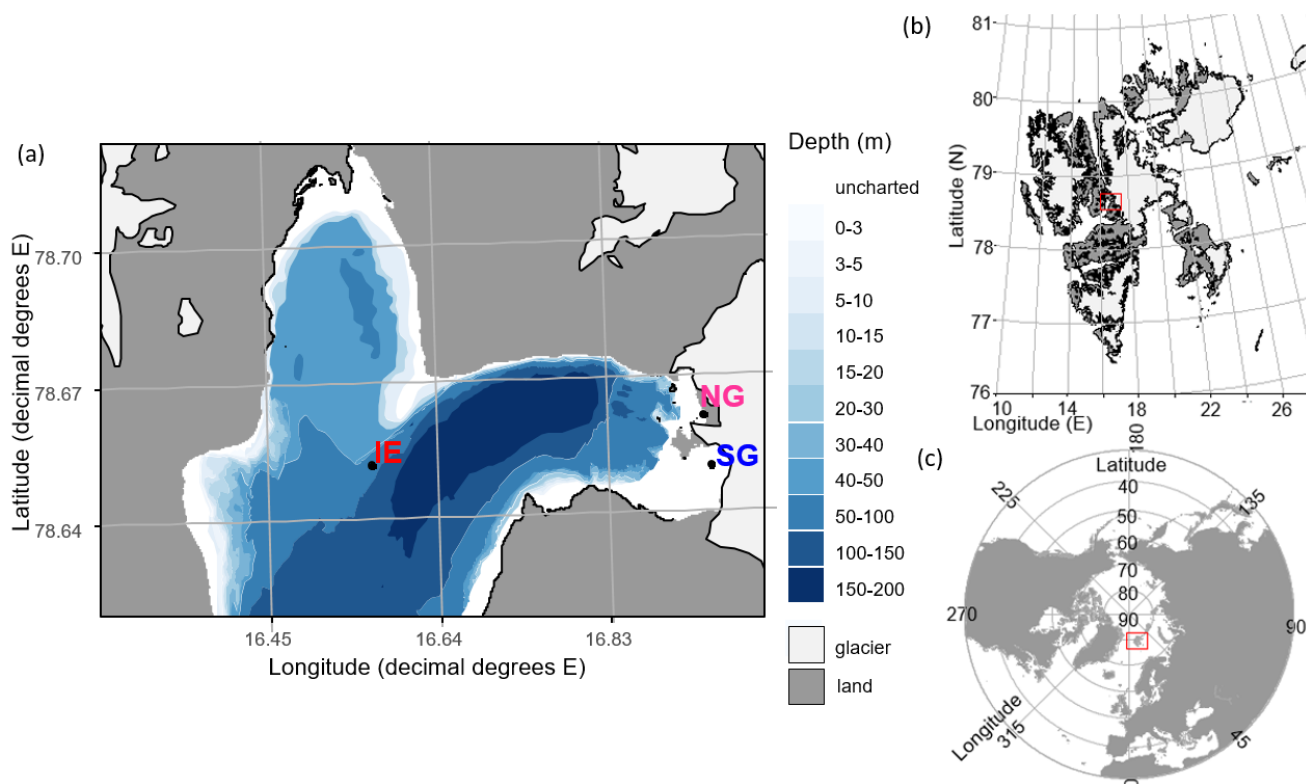 (a)
Latitude (decimal degrees E)
78.70
78.67
78.64
NG
IE
SG
16.45
16.64
16.83
Longitude (decimal degrees E)
Depth (m)
uncharted
0-3
3-5
5-10
10-15
15-20
20-30
30-40
40-50
50-100
100-150
150-200
glacier
land
(b)
Latitude (N)
81
80
79
78
77
76
10
14
18
22
26
Longitude (E)
(c)
180
Latitude
225
135
40
50
60
70
80
90
270
90
Longitude
315
45
0